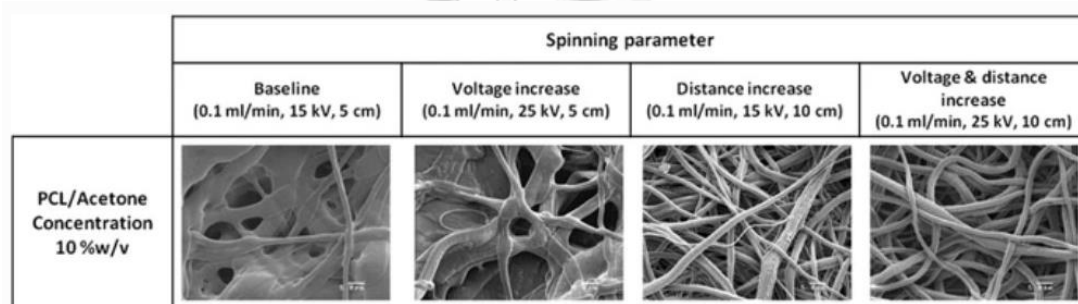 Spinning parameter
Baseline
(0.1 ml/min, 15 kV, 5 cm)
Voltage increase
(0.1 ml/min, 25 kV, 5 cm)
Distance increase
(0.1 ml/min, 15 kV, 10 cm)
Voltage & distance
increase
(0.1 ml/min, 25 kV, 10 cm)
PCL/Acetone
Concentration
10 %w/v